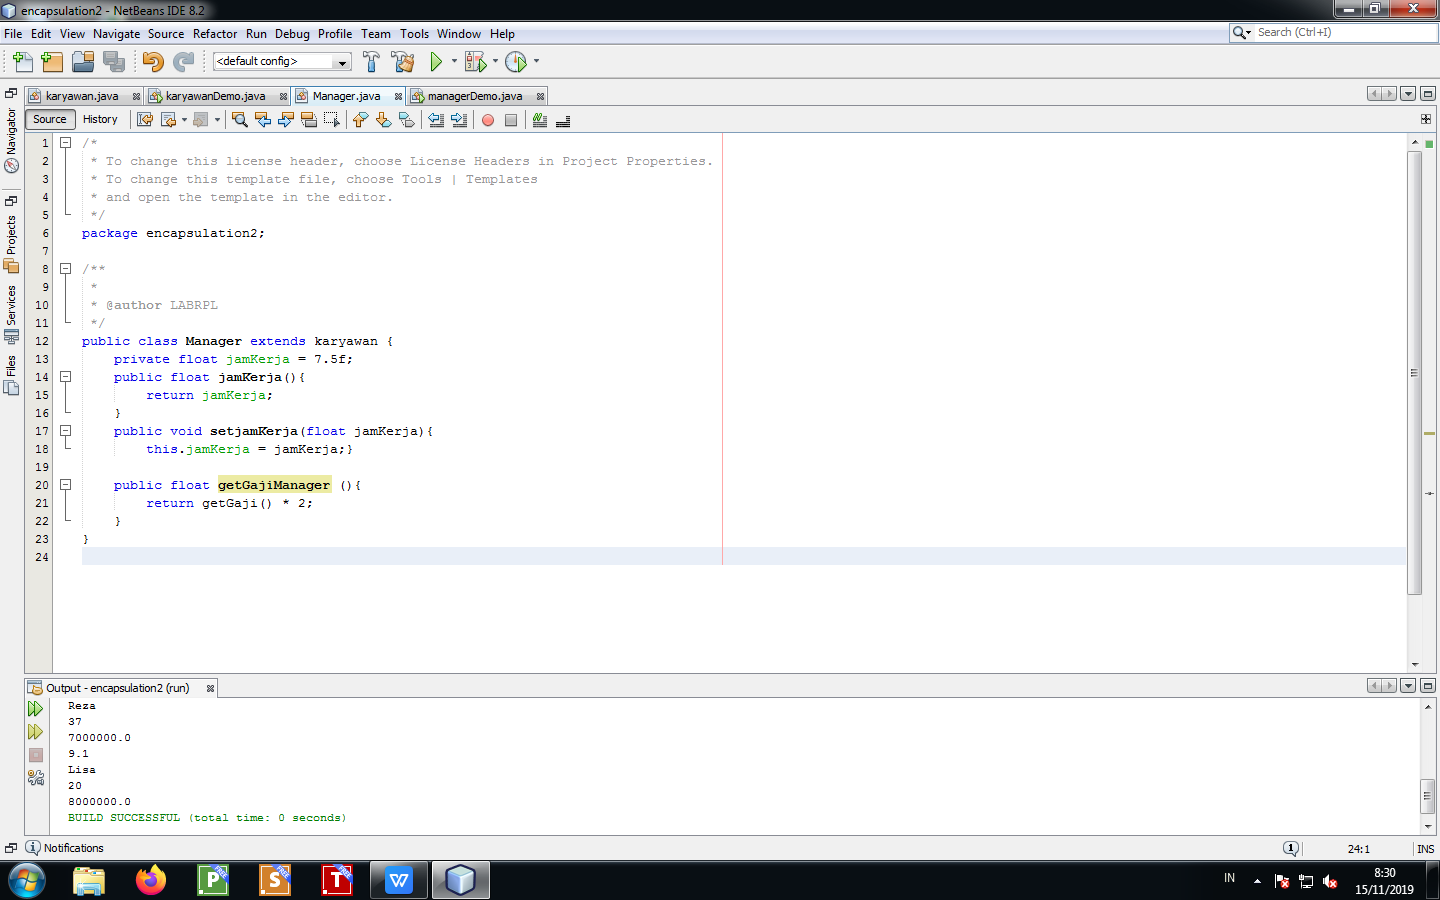 encapsulation2 - NetBeans IDE 8.2
File Edit View Navigate Source Refactor Run Debug Profile Team Tools Window Help
Search (Ctrl+I)
<default config>
karyawan.java karyawanDemo.java Manager.java managerDemo.java
Source History
Navigator
Projects
Services
Files
1 /*
2 * To change this license header, choose License Headers in Project Properties.
3 * To change this template file, choose Tools | Templates
4 * and open the template in the editor.
5 */
6 package encapsulation2;
7
8 /**
9 *
10 * @author LABRPL
11 */
12 public class Manager extends karyawan {
13 private float jamKerja = 7.5f;
14 public float jamKerja(){
15 return jamKerja;
16 }
17 public void setjamKerja(float jamKerja){
18 this.jamKerja = jamKerja;}
19
20 public float getGajiManager (){
21 return getGaji() * 2;
22 }
23 }
24
Output - encapsulation2 (run)
Reza
37
7000000.0
9.1
Lisa
20
8000000.0
BUILD SUCCESSFUL (total time: 0 seconds)
Notifications
1
24:1
INS
P FREE
S FREE
T FREE
W
IN
8:30
15/11/2019